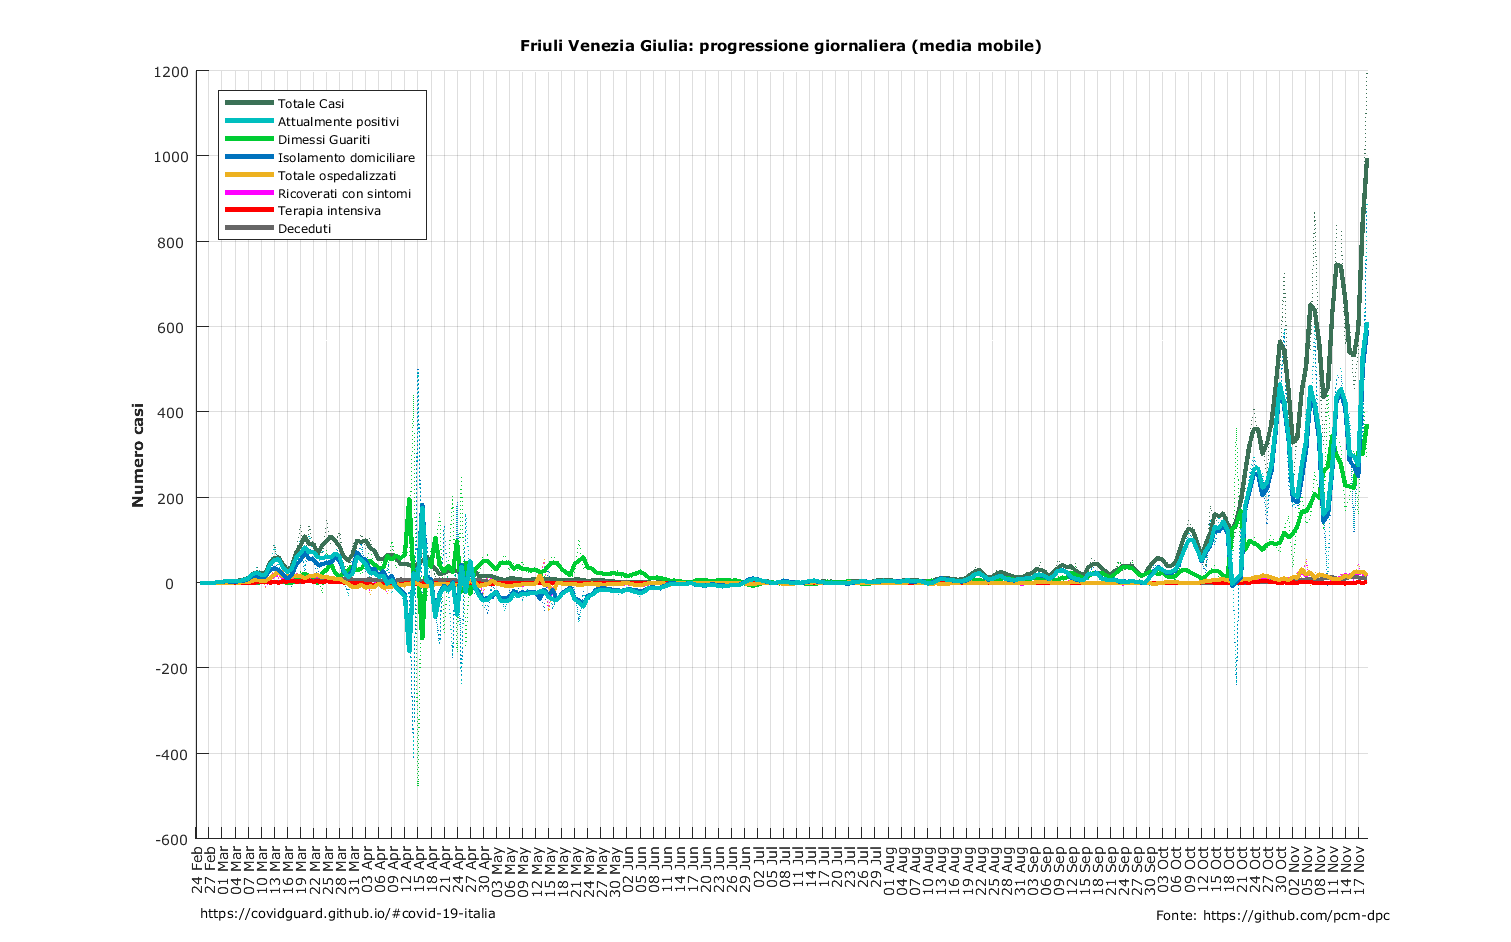 Friuli Venezia Giulia: progressione giornaliera (media mobile)
Totale Casi
Attualmente positivi
Dimessi Guariti
Isolamento domiciliare
Totale ospedalizzati
Ricoverati con sintomi
Terapia intensiva
Deceduti
Numero casi
1200
1000
800
600
400
200
0
-200
-400
-600
24 Feb
27 Feb
01 Mar
04 Mar
07 Mar
10 Mar
13 Mar
16 Mar
19 Mar
22 Mar
25 Mar
28 Mar
31 Mar
03 Apr
06 Apr
09 Apr
12 Apr
15 Apr
18 Apr
21 Apr
24 Apr
27 Apr
30 Apr
03 May
06 May
09 May
12 May
15 May
18 May
21 May
24 May
27 May
30 May
02 Jun
05 Jun
08 Jun
11 Jun
14 Jun
17 Jun
20 Jun
23 Jun
26 Jun
29 Jun
02 Jul
05 Jul
08 Jul
11 Jul
14 Jul
17 Jul
20 Jul
23 Jul
26 Jul
29 Jul
01 Aug
04 Aug
07 Aug
10 Aug
13 Aug
16 Aug
19 Aug
22 Aug
25 Aug
28 Aug
31 Aug
03 Sep
06 Sep
09 Sep
12 Sep
15 Sep
18 Sep
21 Sep
24 Sep
27 Sep
30 Sep
03 Oct
06 Oct
09 Oct
12 Oct
15 Oct
18 Oct
21 Oct
24 Oct
27 Oct
30 Oct
02 Nov
05 Nov
08 Nov
11 Nov
14 Nov
17 Nov
https://covidguard.github.io/#covid-19-italia
Fonte: https://github.com/pcm-dpc